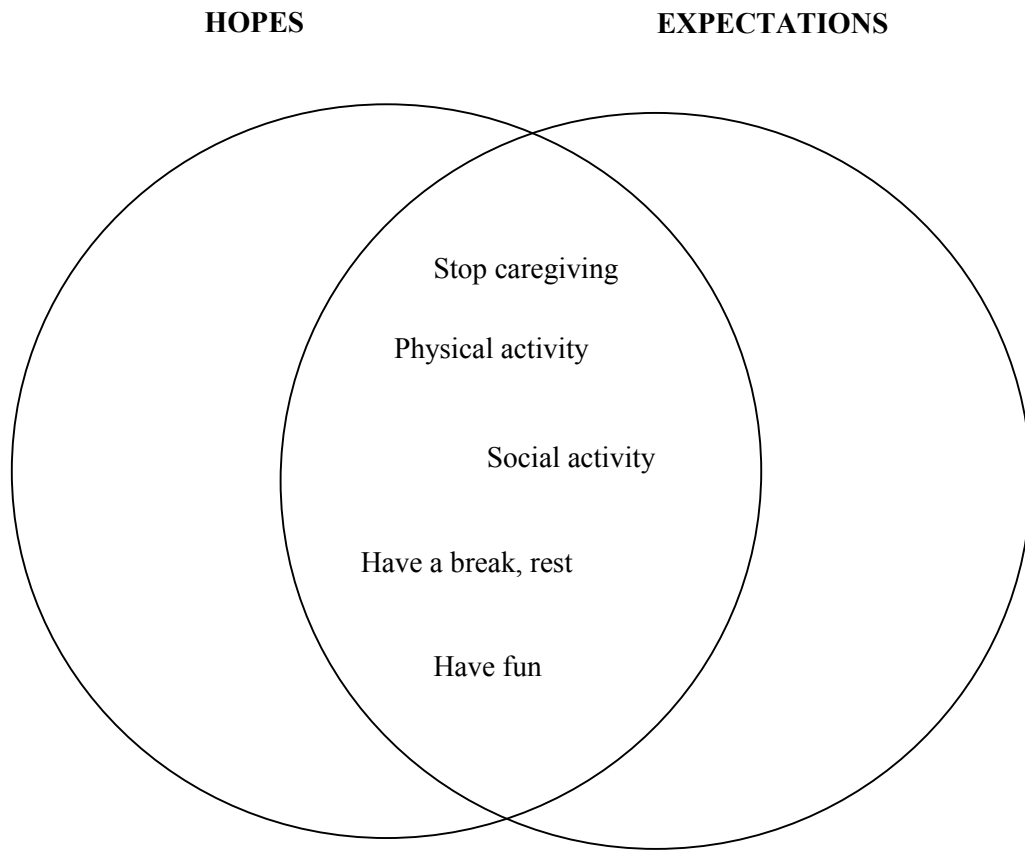 HOPES
EXPECTATIONS
Stop caregiving
Physical activity
Social activity
Have a break, rest
Have fun